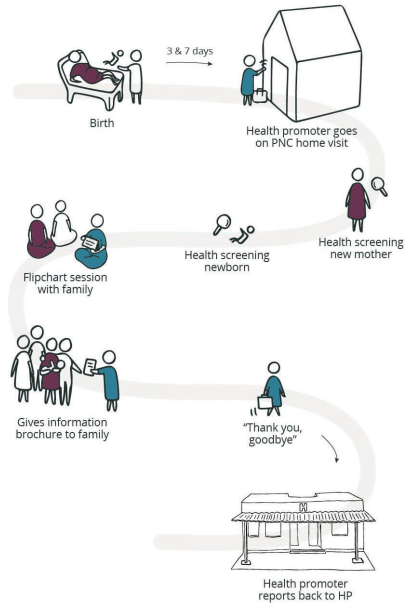 3 & 7 days
Birth
Health promoter goes
on PNC home visit
Health screening
new mother
Health screening
newborn
Flipchart session
with family
Gives information
brochure to family
"Thank you,
goodbye"
Health promoter
reports back to HP